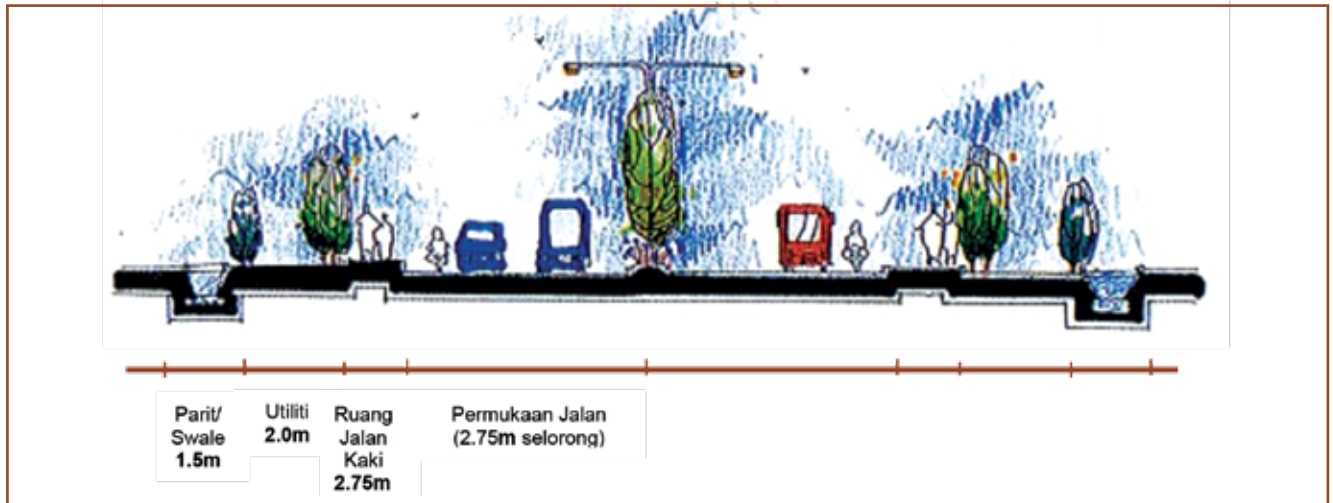 Parit/
Swale
1.5m
Utiliti
2.0m
Ruang
Jalan
Kaki
2.75m
Permukaan Jalan
(2.75m selorong)